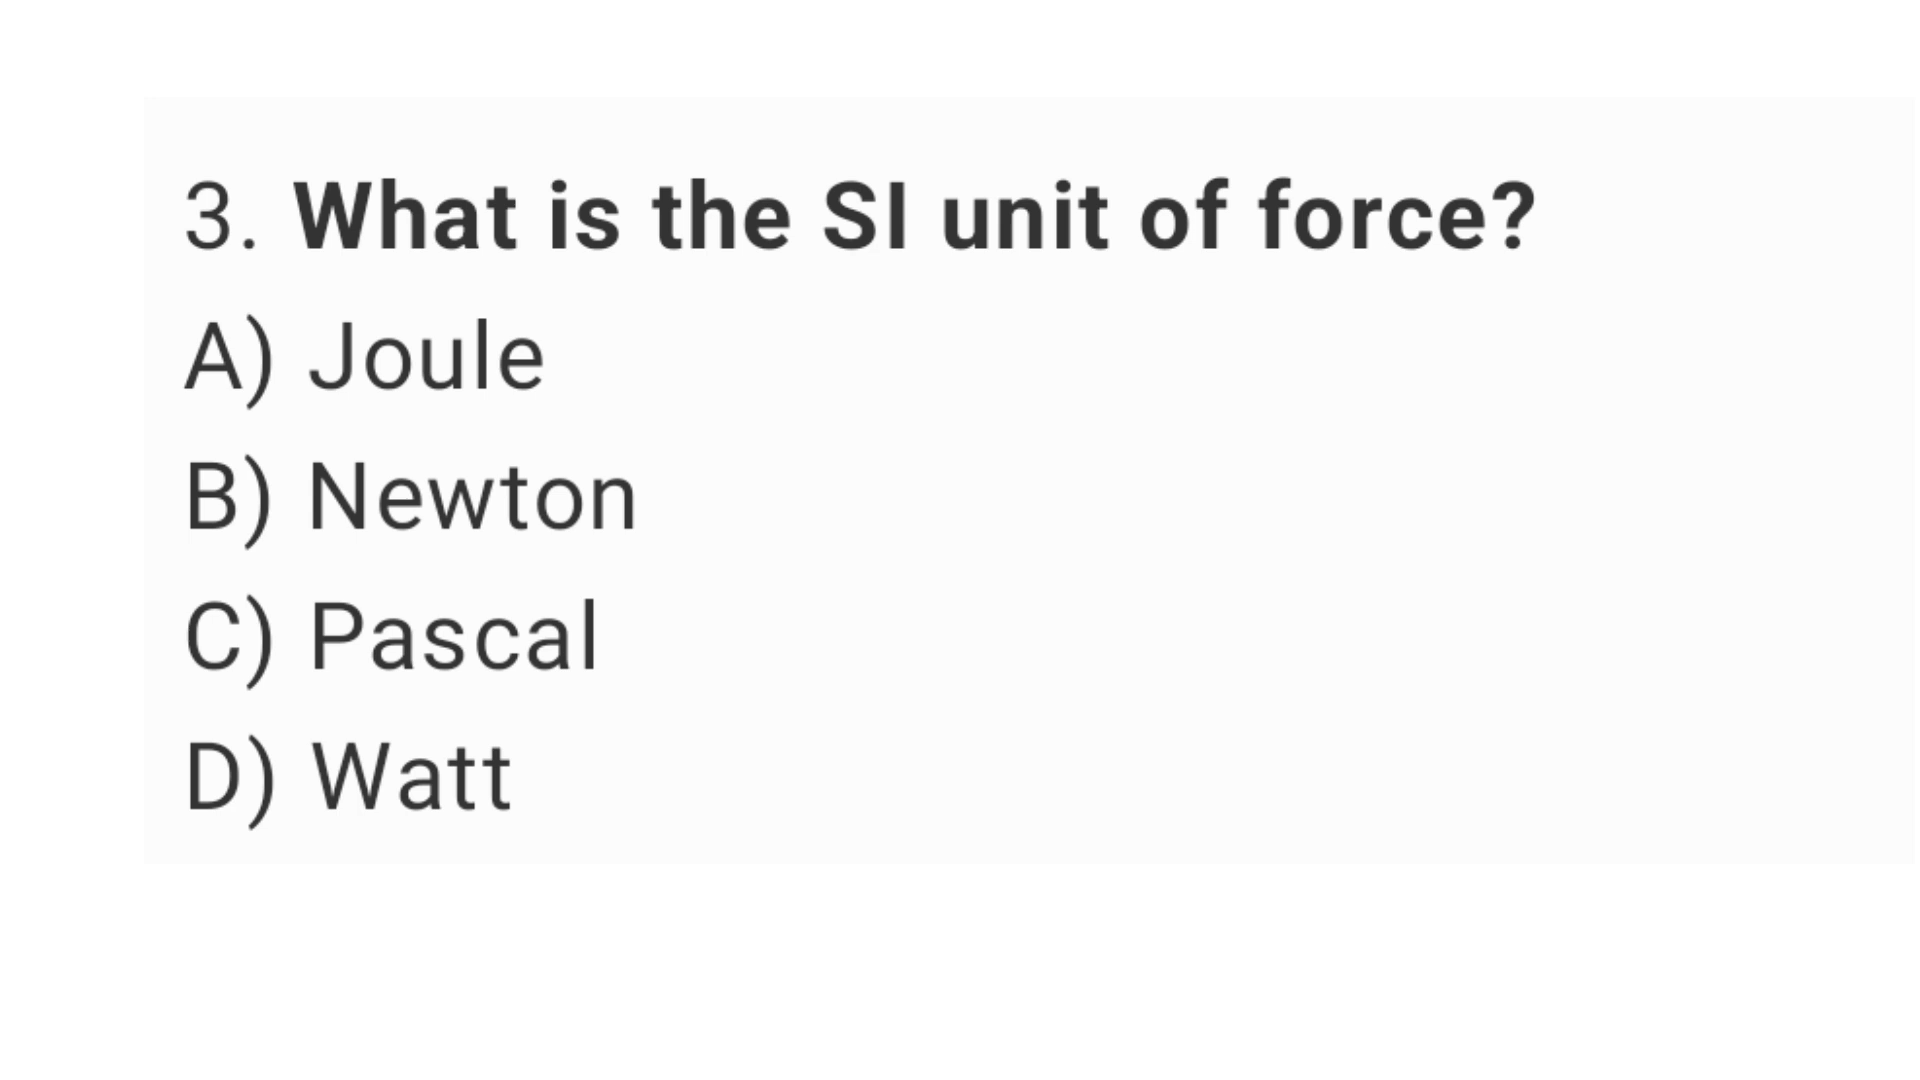 3. What is the SI unit of force?
A) Joule
B) Newton
C) Pascal
D) Watt